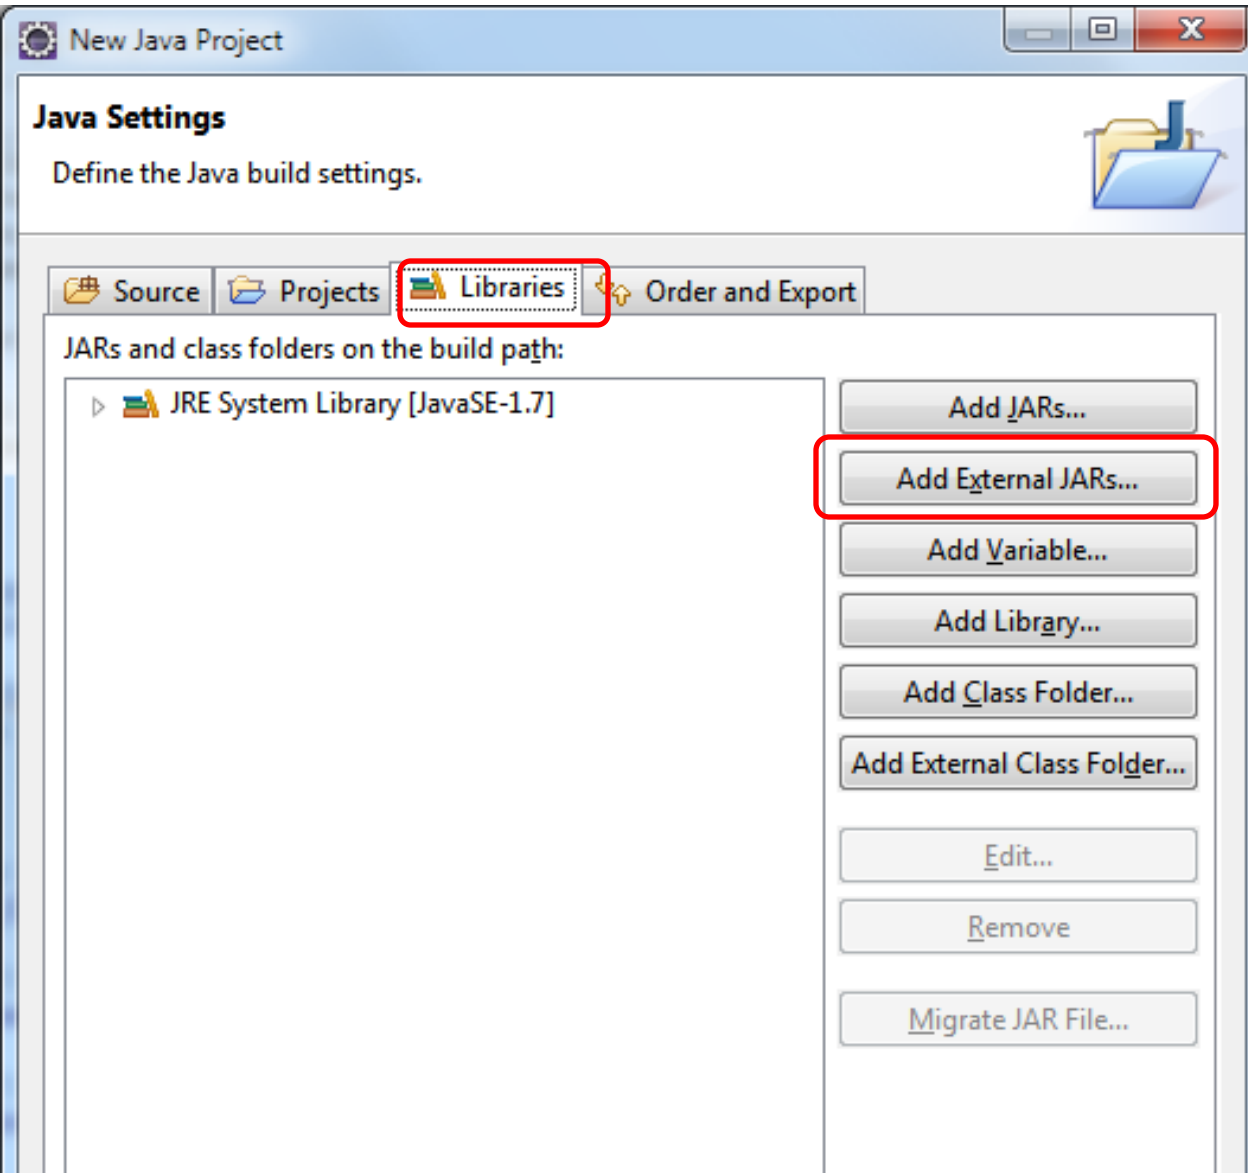 New Java Project
Java Settings
Define the Java build settings.
Source Projects Libraries Order and Export
JARs and class folders on the build path:
JRE System Library [JavaSE-1.7]
Add JARs...
Add External JARs...
Add Variable...
Add Library...
Add Class Folder...
Add External Class Folder...
Edit...
Remove
Migrate JAR File...